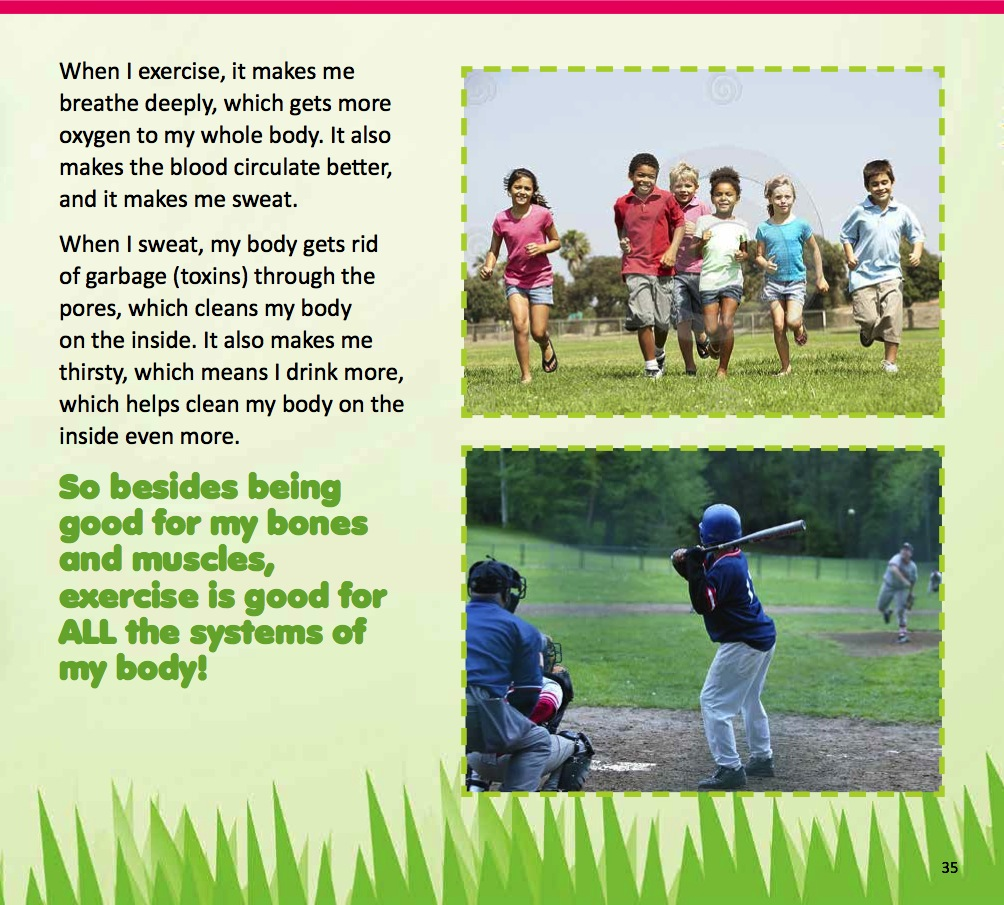 When I exercise, it makes me
breathe deeply, which gets more
oxygen to my whole body. It also
makes the blood circulate better,
and it makes me sweat.
When I sweat, my body gets rid
of garbage (toxins) through the
pores, which cleans my body
on the inside. It also makes me
thirsty, which means I drink more,
which helps clean my body on the
inside even more.
So besides being
good for my bones
and muscles,
exercise is good for
ALL the systems of
my body!
35